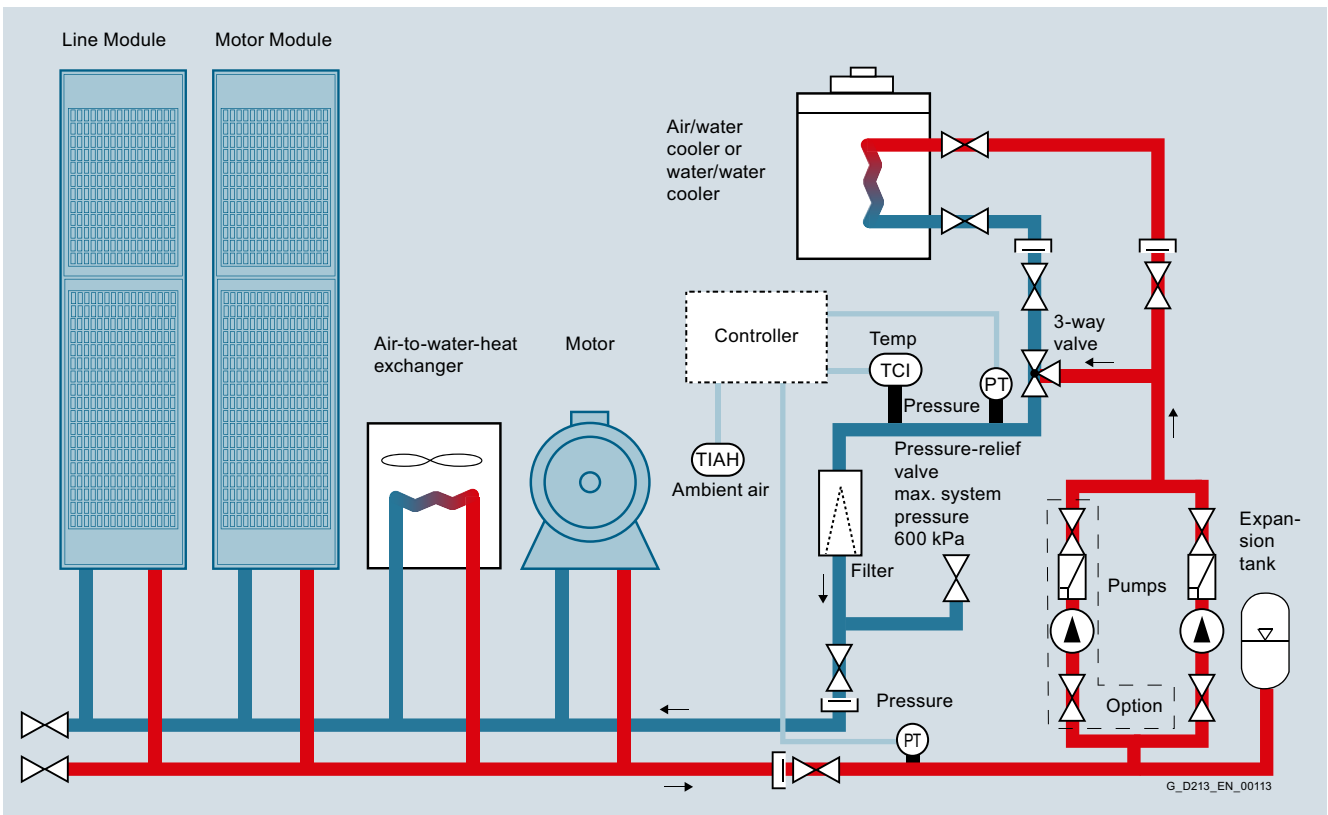 Line Module
Motor Module
Air/water
cooler or
water/water
cooler
Air-to-water-heat
exchanger
Motor
Controller
Temp
TCI
PT
Pressure
3-way
valve
TIAH
Ambient air
Pressure-relief
valve
max. system
pressure
600 kPa
Filter
Pumps
Expan-
sion
tank
Option
Pressure
PT
G_D213_EN_00113